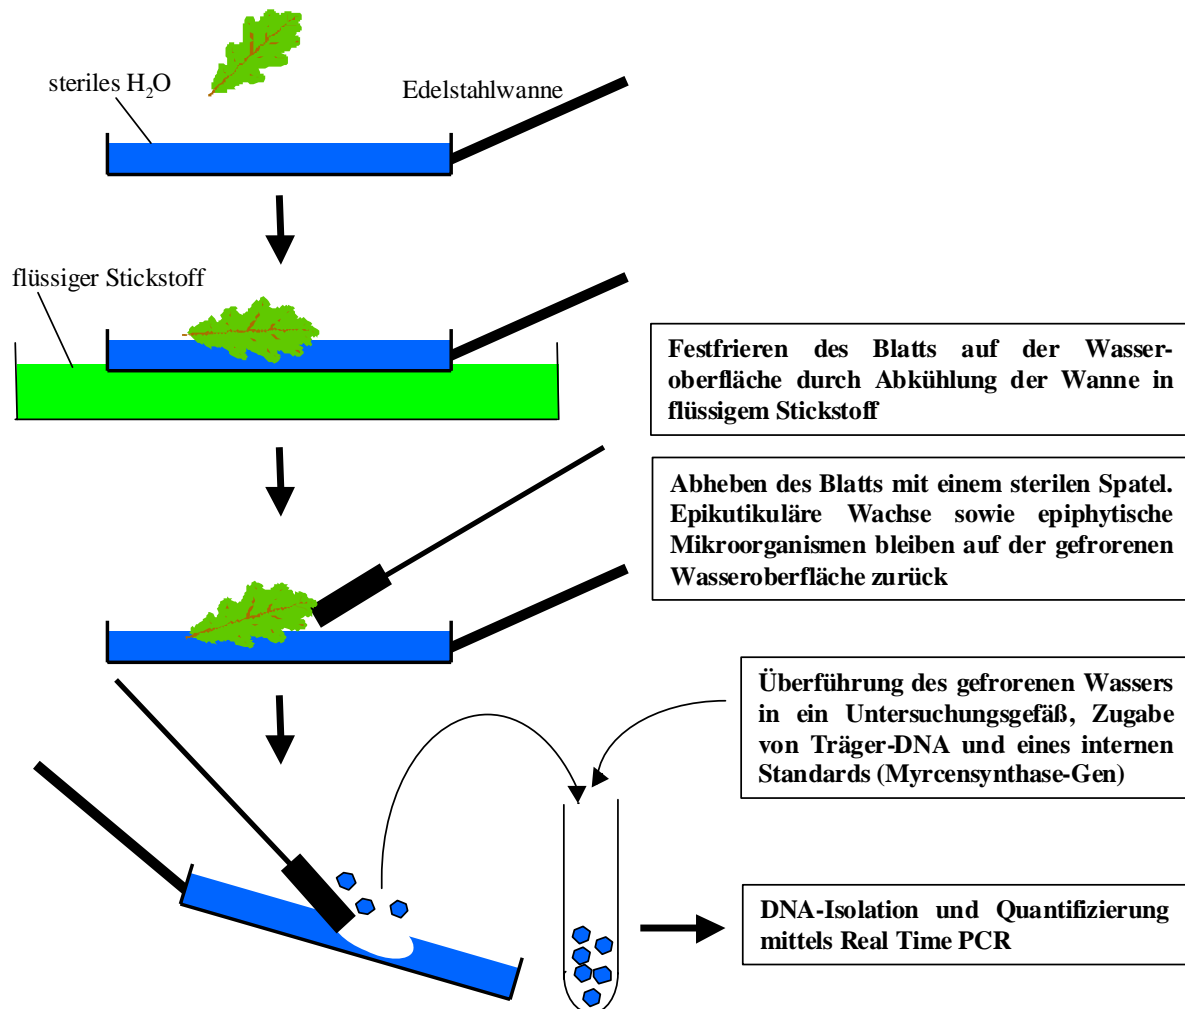 steriles H₂O
Edelstahlwanne
flüssiger Stickstoff
Festfrieren des Blatts auf der Wasser-
oberfläche durch Abkühlung der Wanne in
flüssigem Stickstoff
Abheben des Blatts mit einem sterilen Spatel.
Epikutikuläre Wachse sowie epiphytische
Mikroorganismen bleiben auf der gefrorenen
Wasseroberfläche zurück
Überführung des gefrorenen Wassers
in ein Untersuchungsgefäß, Zugabe
von Träger-DNA und eines internen
Standards (Myrcensynthase-Gen)
DNA-Isolation und Quantifizierung
mittels Real Time PCR